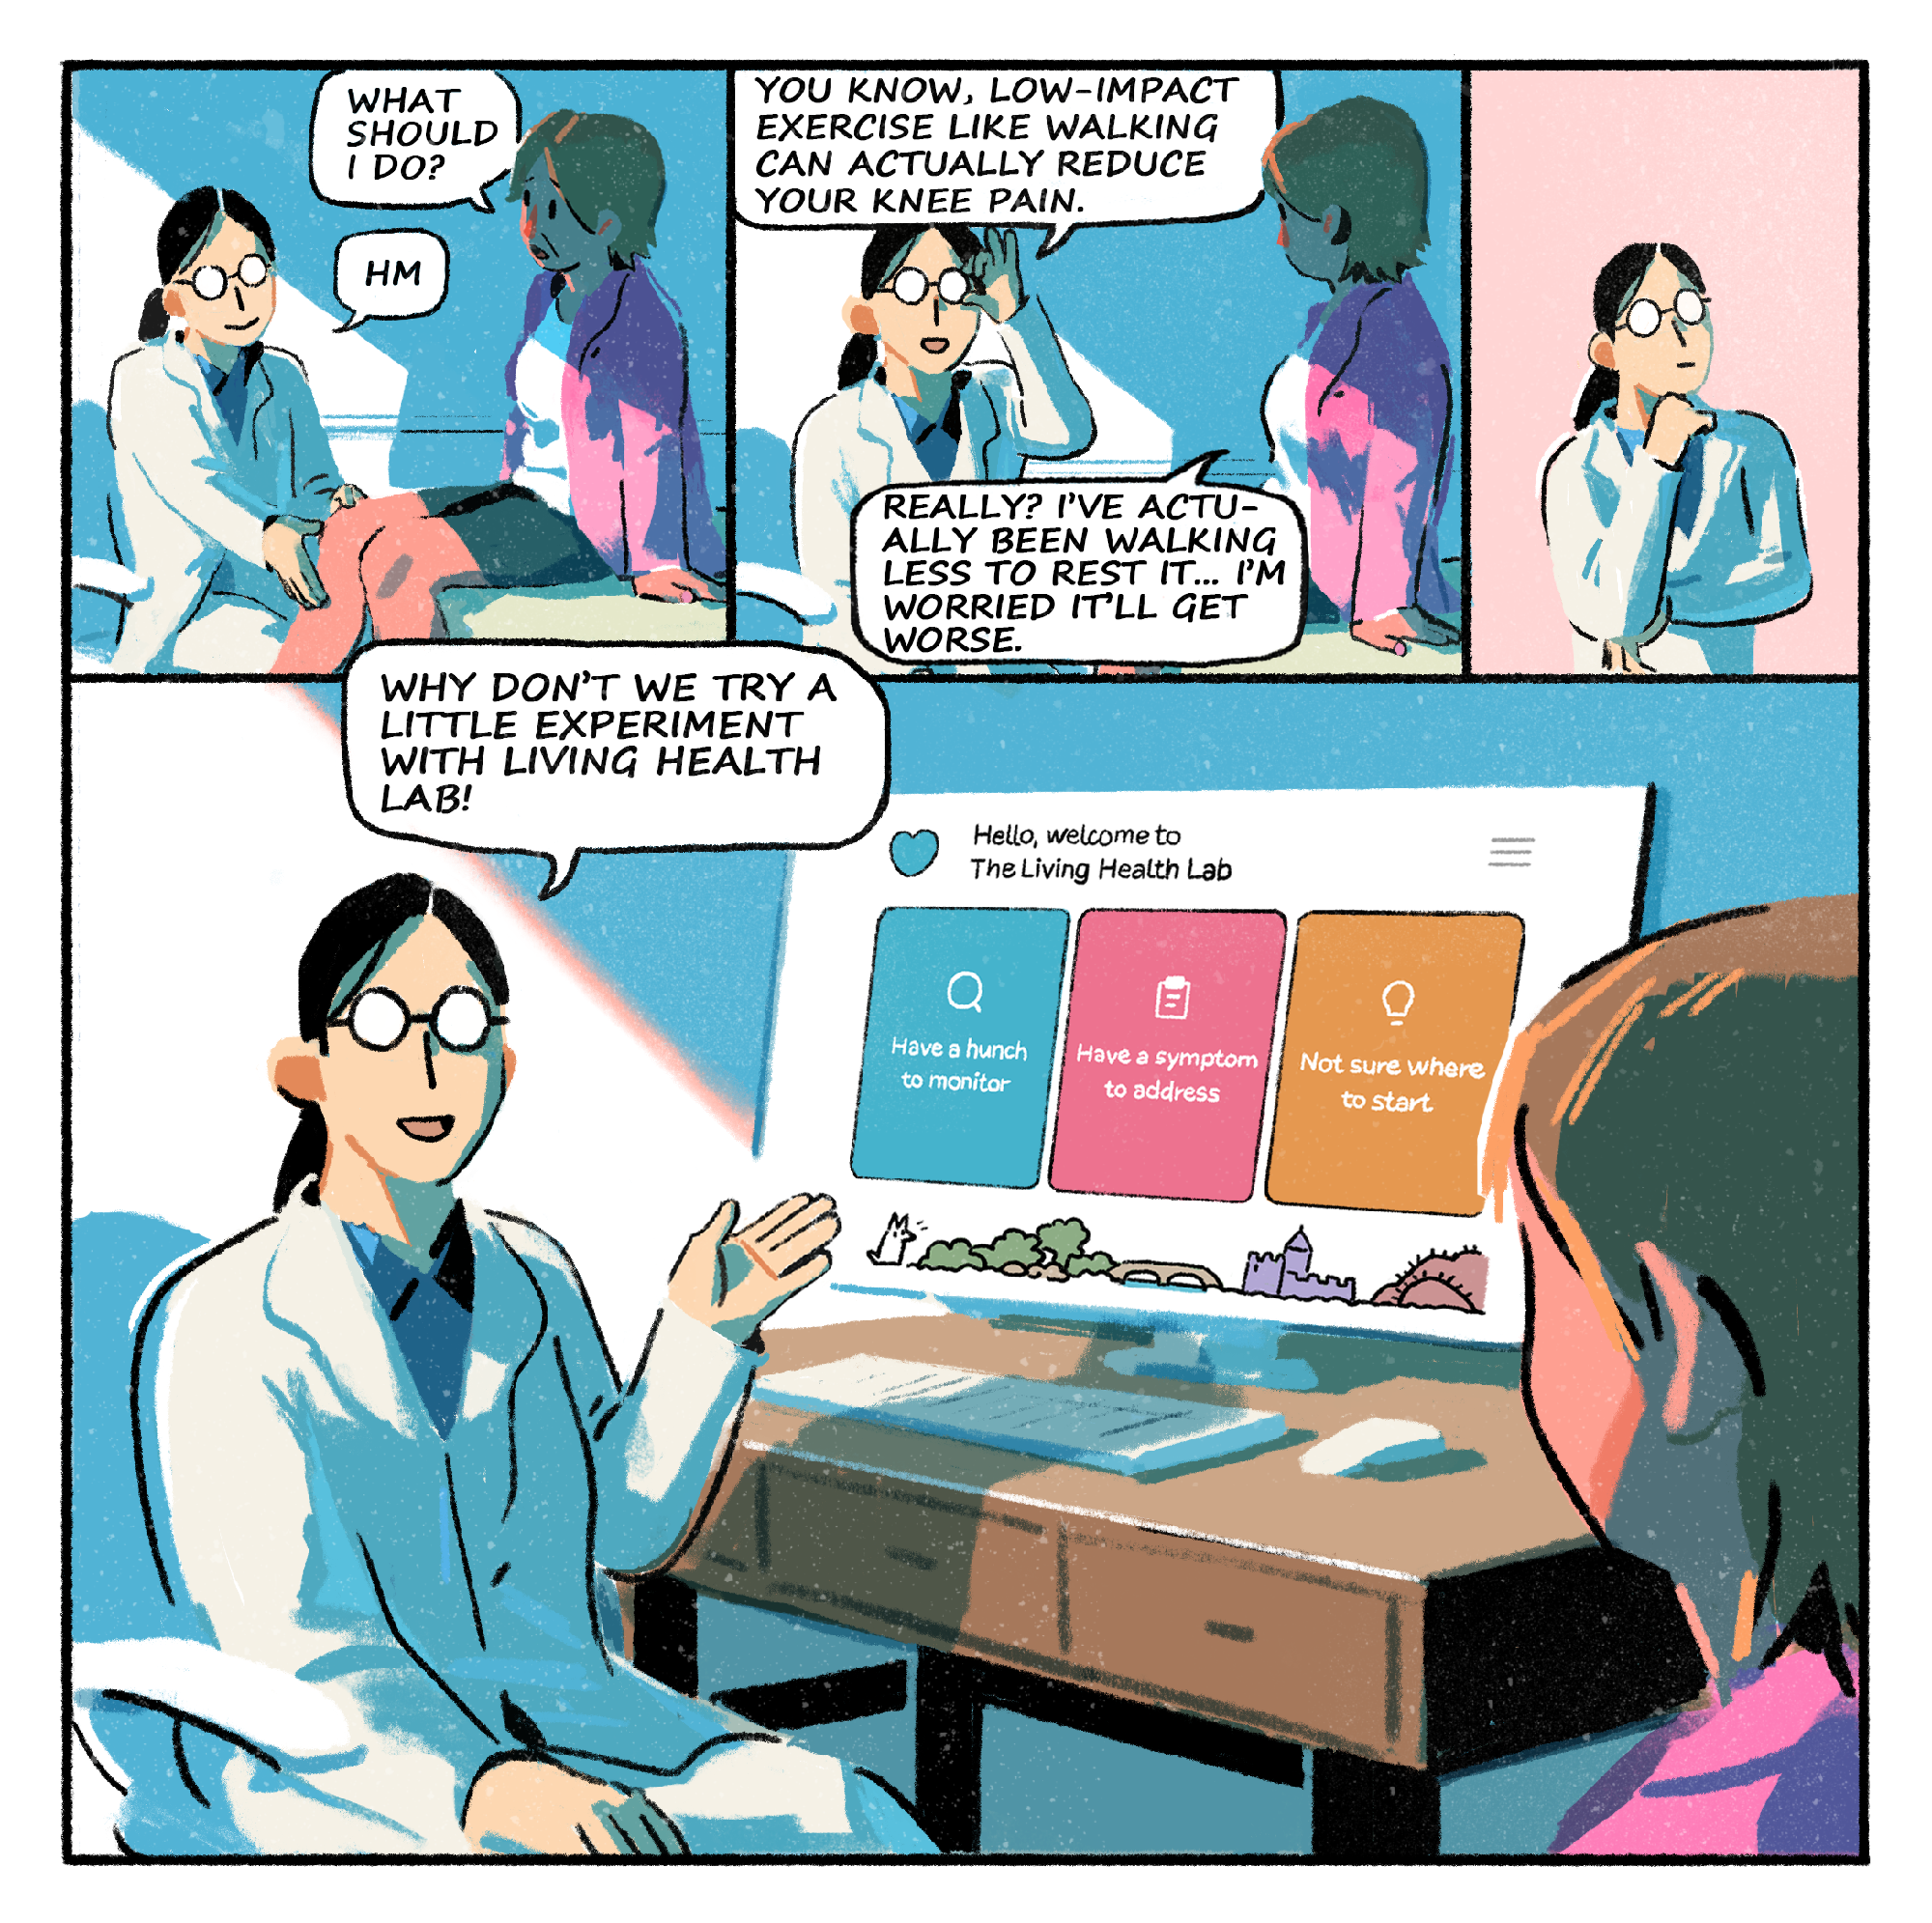 WHAT
SHOULD
I DO?
HM
YOU KNOW, LOW-IMPACT
EXERCISE LIKE WALKING
CAN ACTUALLY REDUCE
YOUR KNEE PAIN.
REALLY? I'VE ACTU-
ALLY BEEN WALKING
LESS TO REST IT... I'M
WORRIED IT'LL GET
WORSE.
WHY DON'T WE TRY A
LITTLE EXPERIMENT
WITH LIVING HEALTH
LAB!
Hello, welcome to
The Living Health Lab
Have a hunch
to monitor
Have a symptom
to address
Not sure where
to start